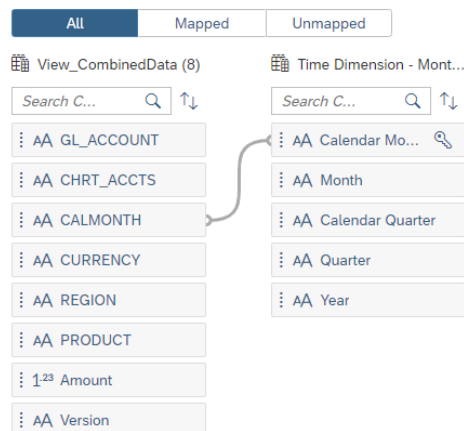 All Mapped Unmapped
View_CombinedData (8) Time Dimension - Mont...
Search C... Search C...
AA GL_ACCOUNT AA Calendar Mo...
AA CHRT_ACCTS AA Month
AA CALMONTH AA Calendar Quarter
AA CURRENCY AA Quarter
AA REGION AA Year
AA PRODUCT
1.23 Amount
AA Version